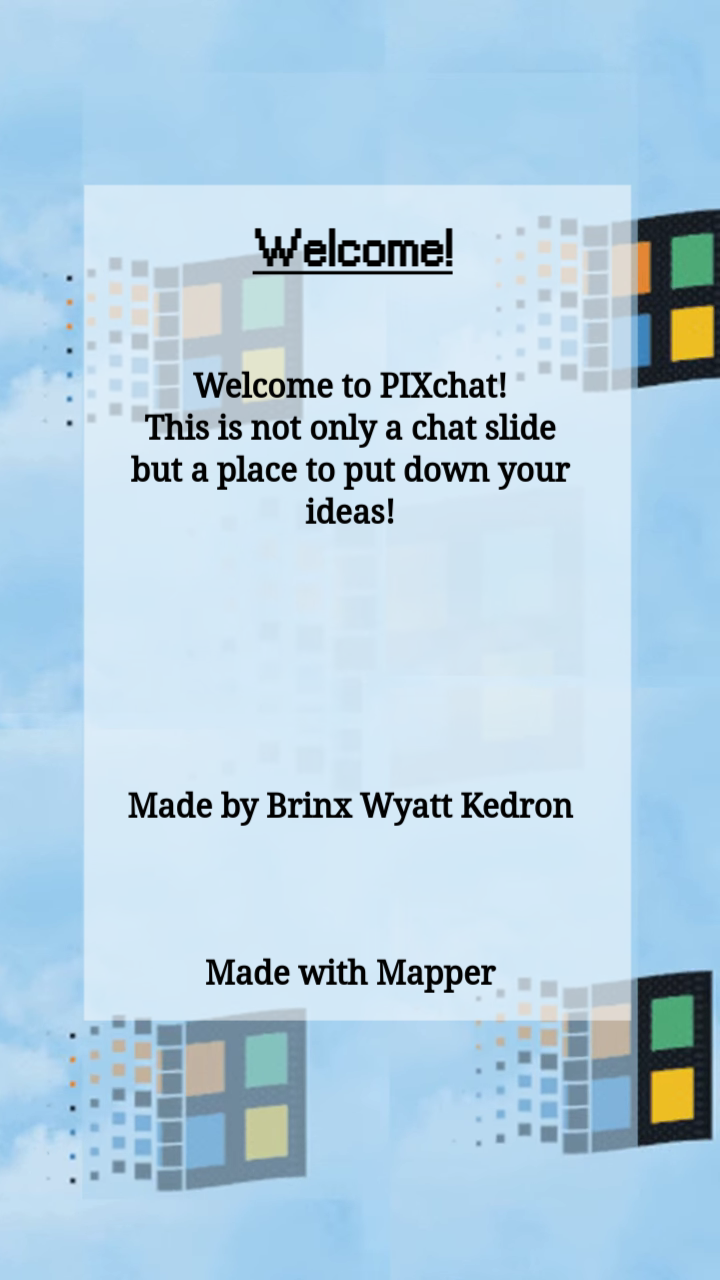 Welcome!
Welcome to PIXchat!
This is not only a chat slide
but a place to put down your
ideas!
Made by Brinx Wyatt Kedron
Made with Mapper